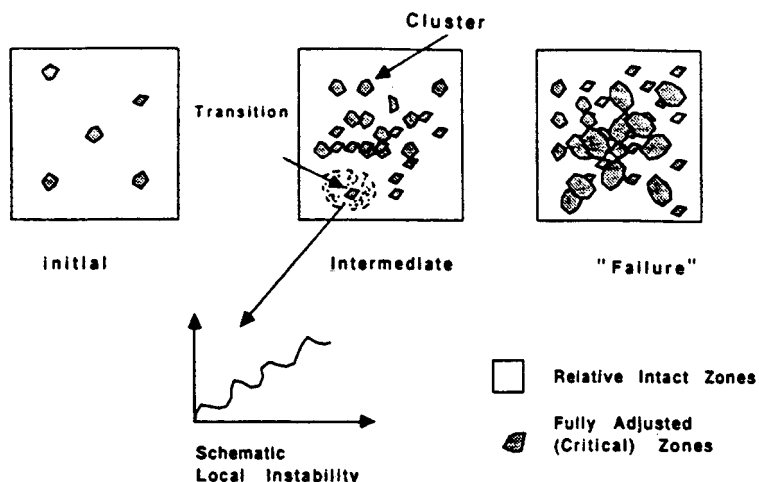 Cluster
Transition
Initial
Intermediate
"Failure"
Relative Intact Zones
Fully Adjusted
(Critical) Zones
Schematic
Local Instability